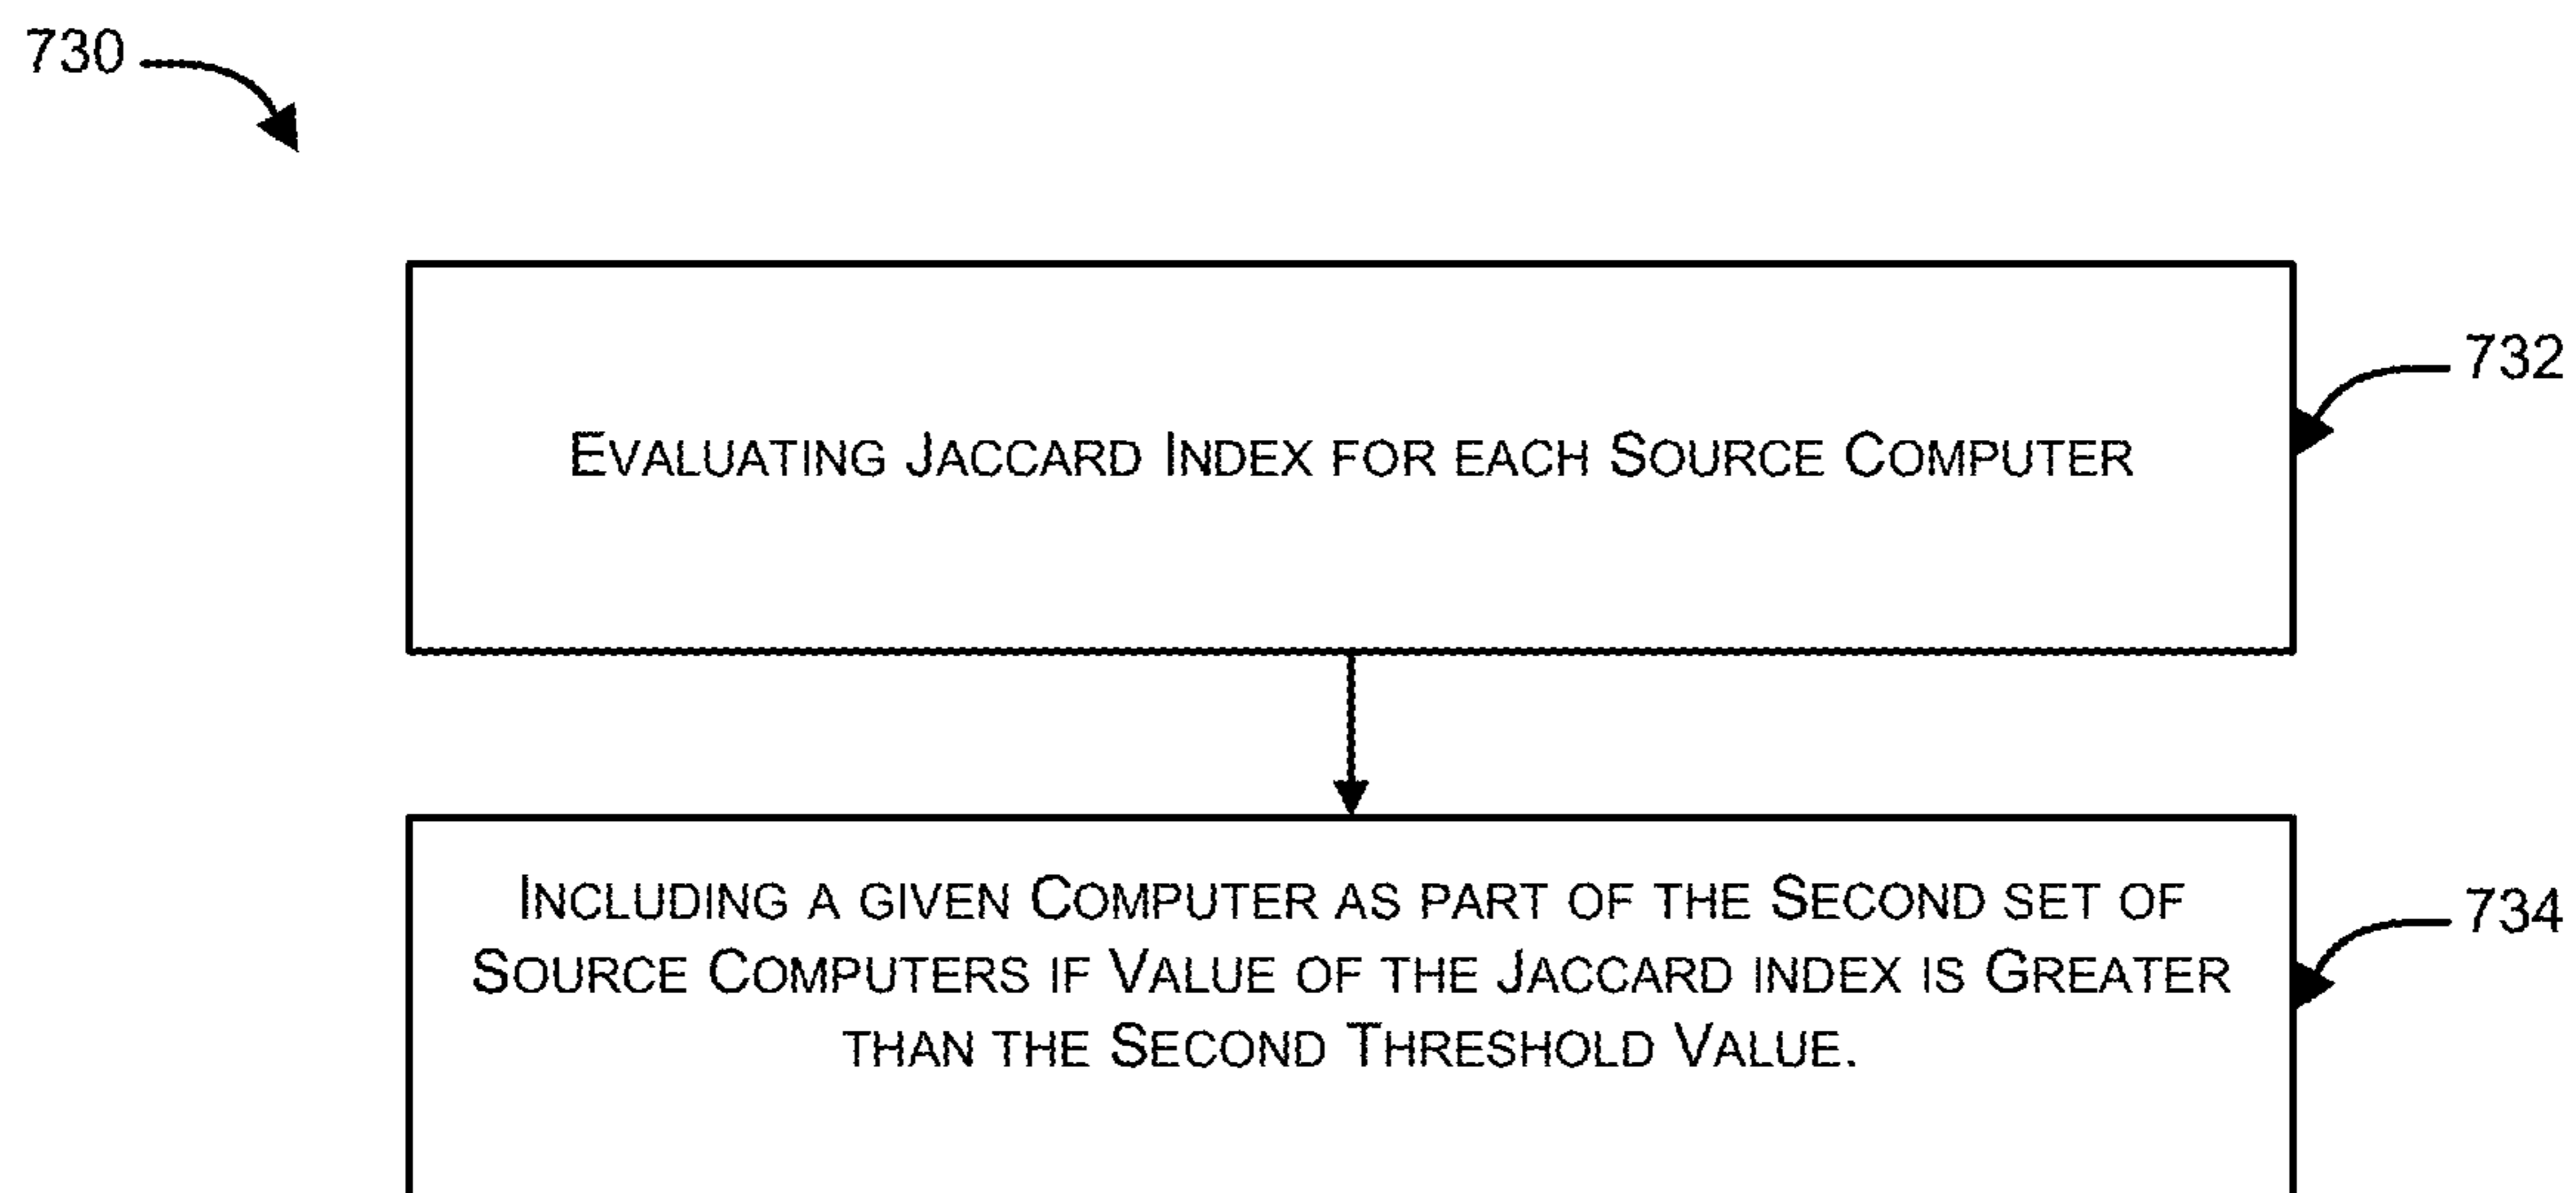 730
Evaluating Jaccard Index for each Source Computer
732
Including a given Computer as part of the Second set of
Source Computers if Value of the Jaccard index is Greater
than the Second Threshold Value.
734